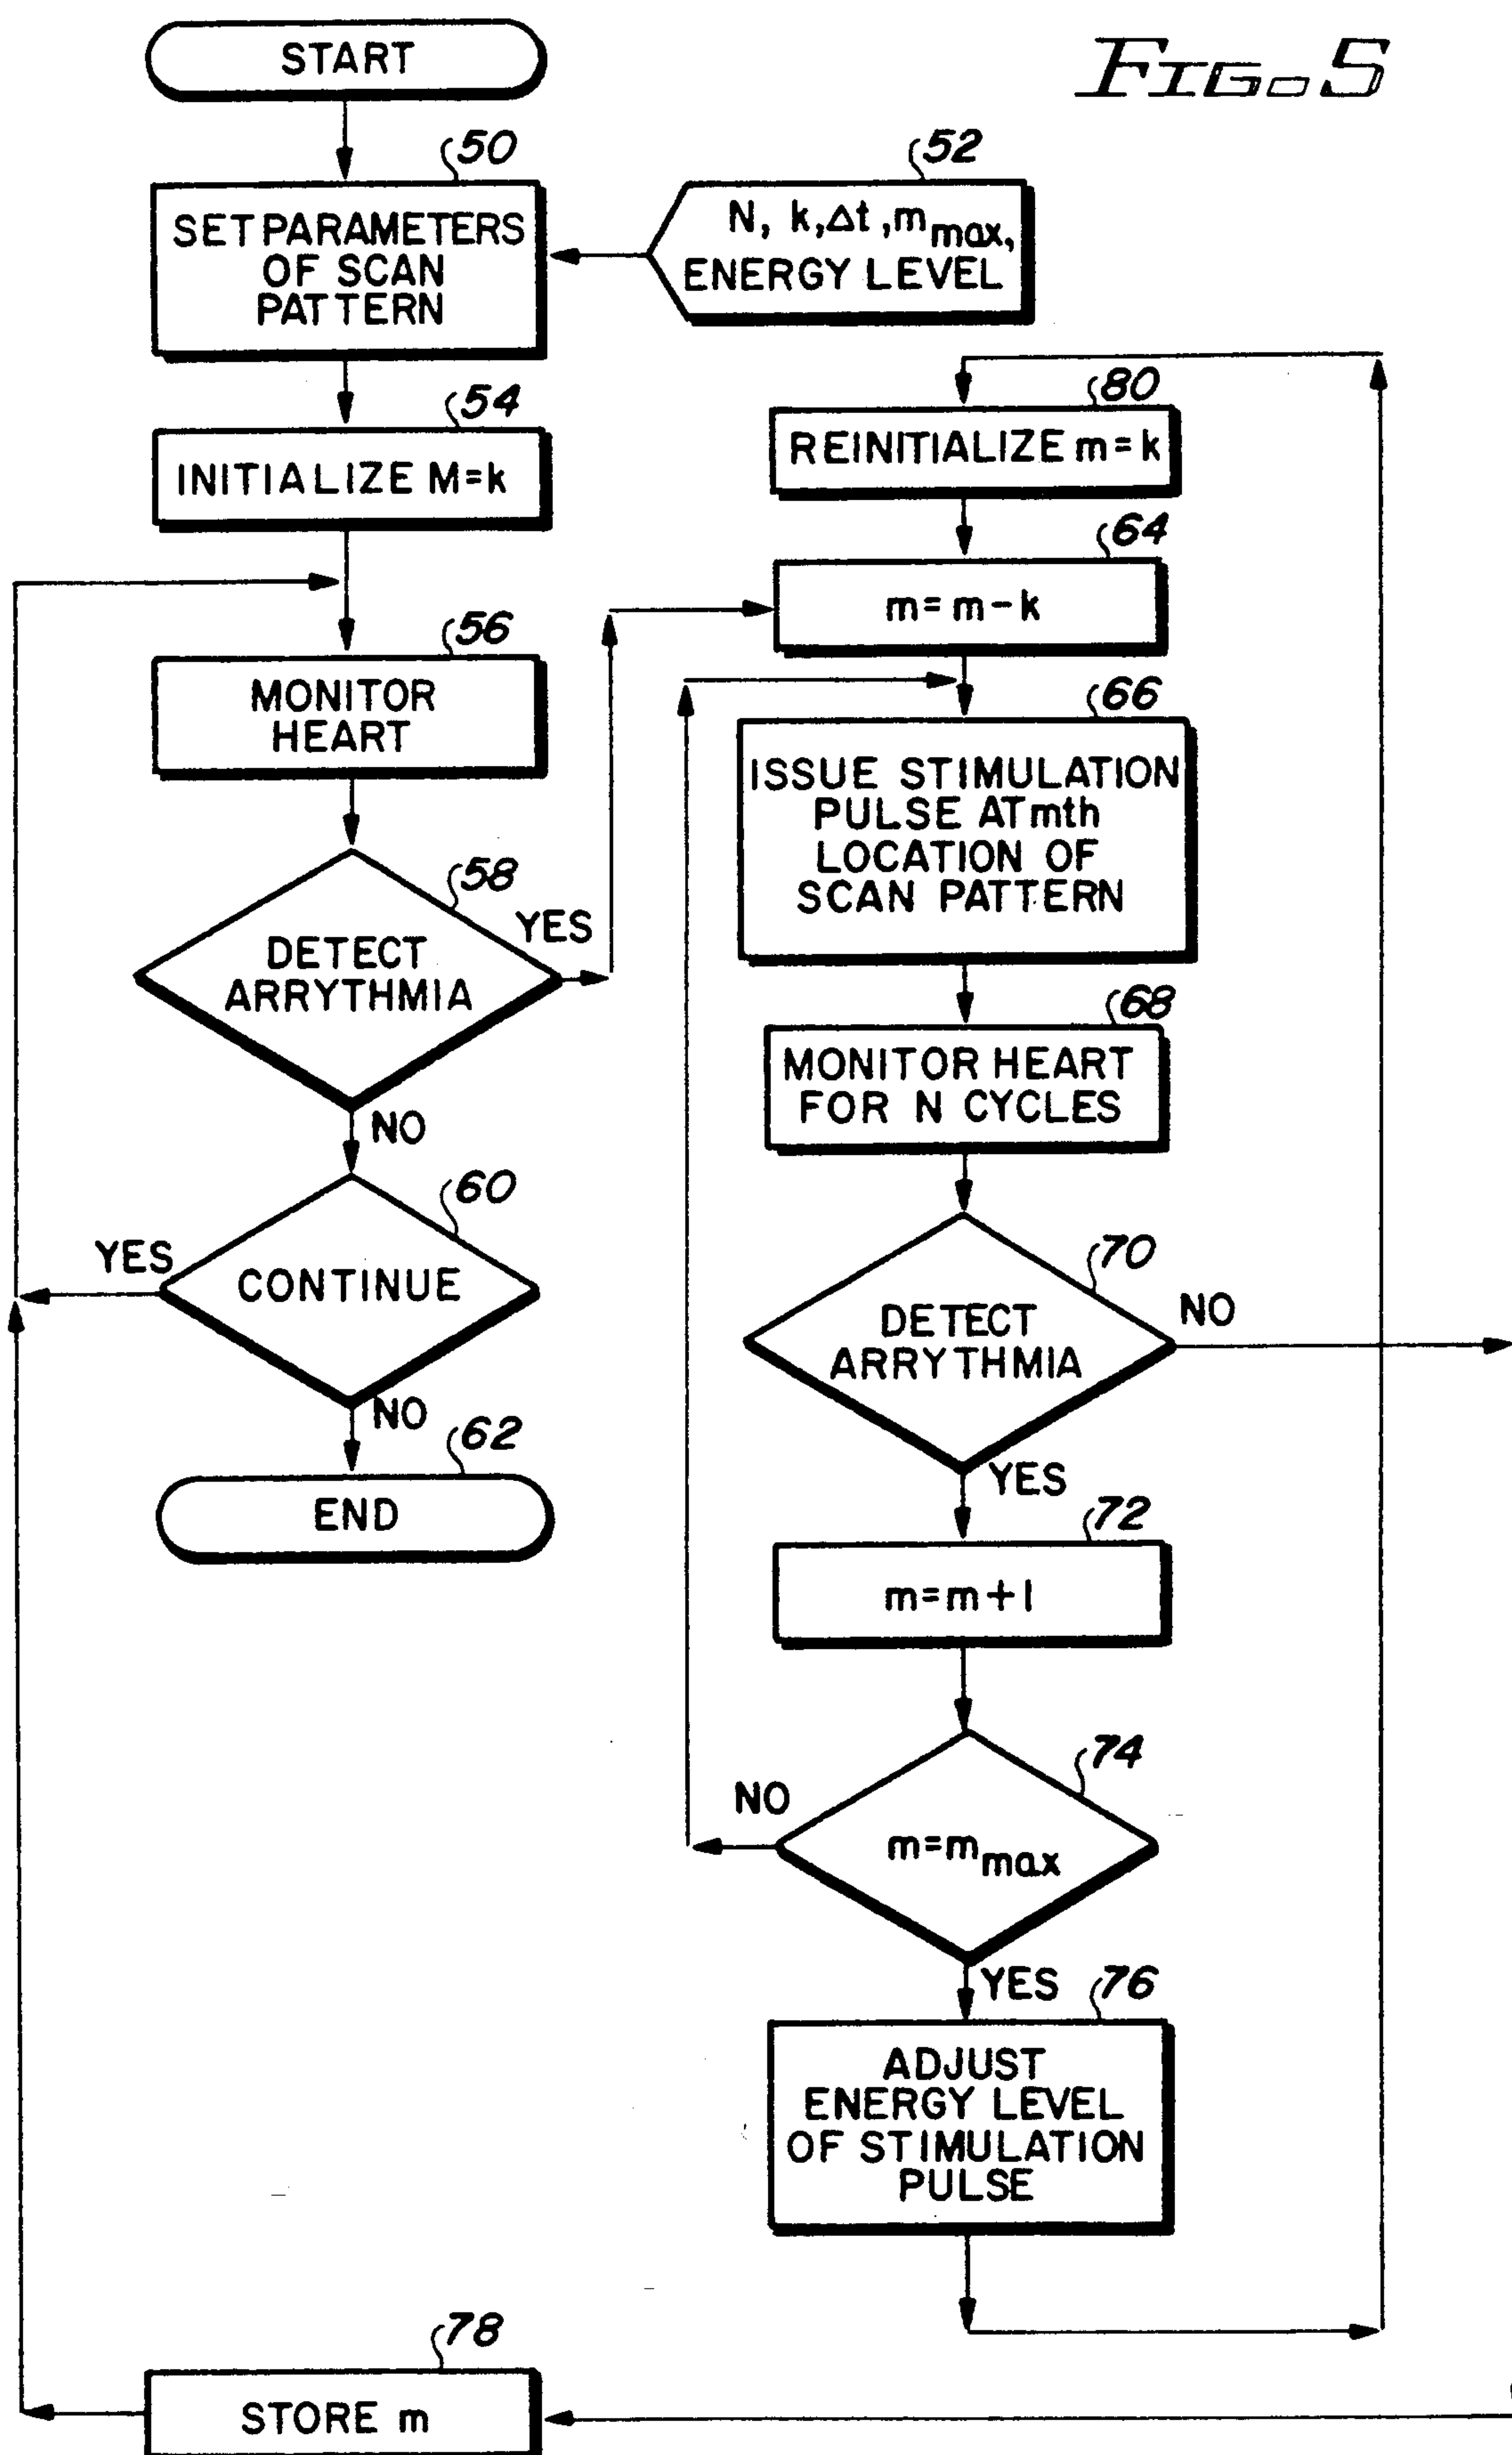 START
FIG. 5
50
SET PARAMETERS
OF SCAN
PATTERN
52
N, k, Δt, m max,
ENERGY LEVEL
54
INITIALIZE M=k
56
MONITOR
HEART
58
DETECT
ARRYTHMIA
YES
NO
60
CONTINUE
YES
NO
62
END
80
REINITIALIZE m=k
64
m=m-k
66
ISSUE STIMULATION
PULSE AT mth
LOCATION OF
SCAN PATTERN
68
MONITOR HEART
FOR N CYCLES
70
DETECT
ARRYTHMIA
NO
YES
72
m=m+1
74
m=m max
NO
YES
76
ADJUST
ENERGY LEVEL
OF STIMULATION
PULSE
78
STORE m